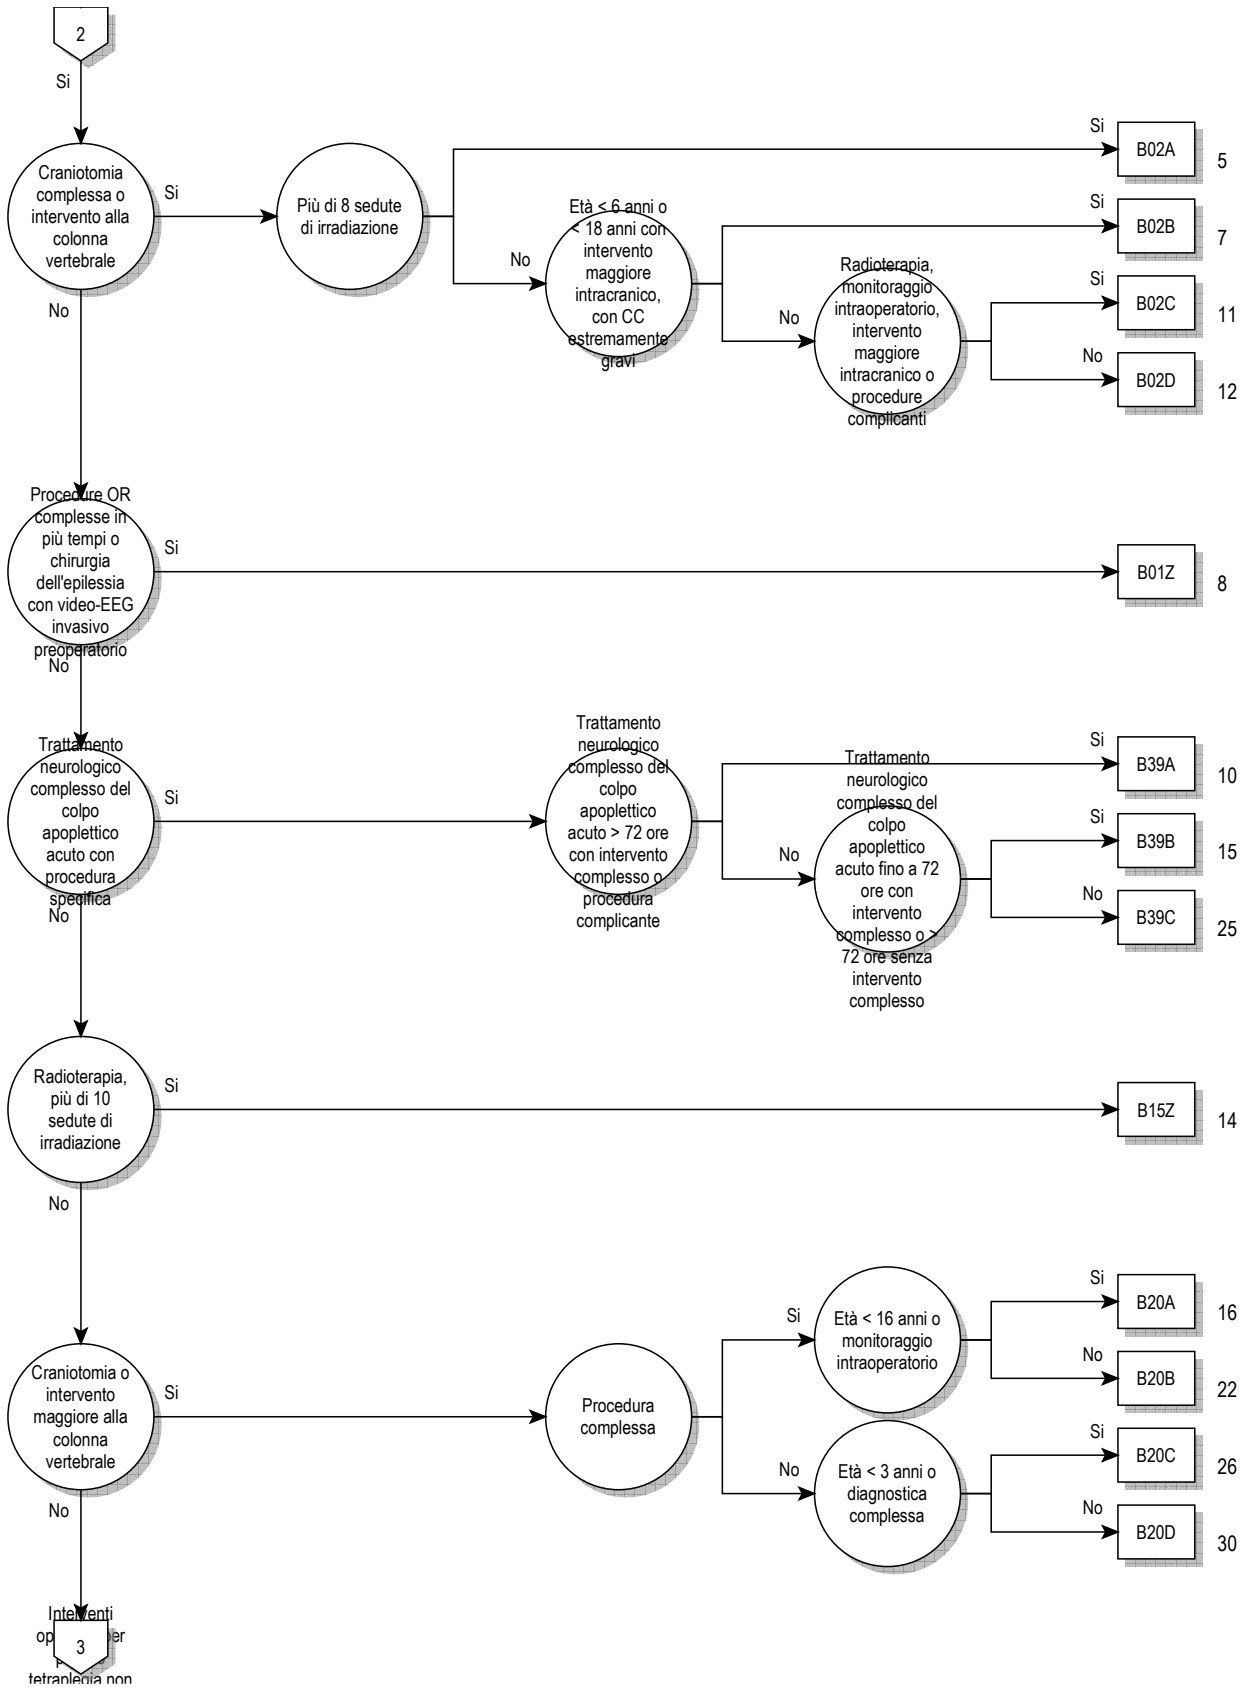 2
Si
Craniotomia
complessa o
intervento alla
colonna
vertebrale
Si
Più di 8 sedute
di irradiazione
Si
B02A
5
No
Età < 6 anni o
< 18 anni con
intervento
maggiore
intracranico,
con CC
estremamente
gravi
Si
B02B
7
No
Radioterapia,
monitoraggio
intraoperatorio,
intervento
maggiore
intracranico o
procedure
complicanti
Si
B02C
11
No
B02D
12
No
Procedure OR
complesse in
più tempi o
chirurgia
dell'epilessia
con video-EEG
invasivo
preoperatorio
Si
B01Z
8
No
Trattamento
neurologico
complesso del
colpo
apoplettico
acuto con
procedura
specifica
Si
Trattamento
neurologico
complesso del
colpo
apoplettico
acuto > 72 ore
con intervento
complesso o
procedura
complicante
Si
B39A
10
No
Trattamento
neurologico
complesso del
colpo
apoplettico
acuto fino a 72
ore con
intervento
complesso o >
72 ore senza
intervento
complesso
Si
B39B
15
No
B39C
25
No
Radioterapia,
più di 10
sedute di
irradiazione
Si
B15Z
14
No
Craniotomia o
intervento
maggiore alla
colonna
vertebrale
Si
Procedura
complessa
Si
Età < 16 anni o
monitoraggio
intraoperatorio
Si
B20A
16
No
B20B
22
No
Età < 3 anni o
diagnostica
complessa
Si
B20C
26
No
B20D
30
No
Interventi
3
tetraplegia non